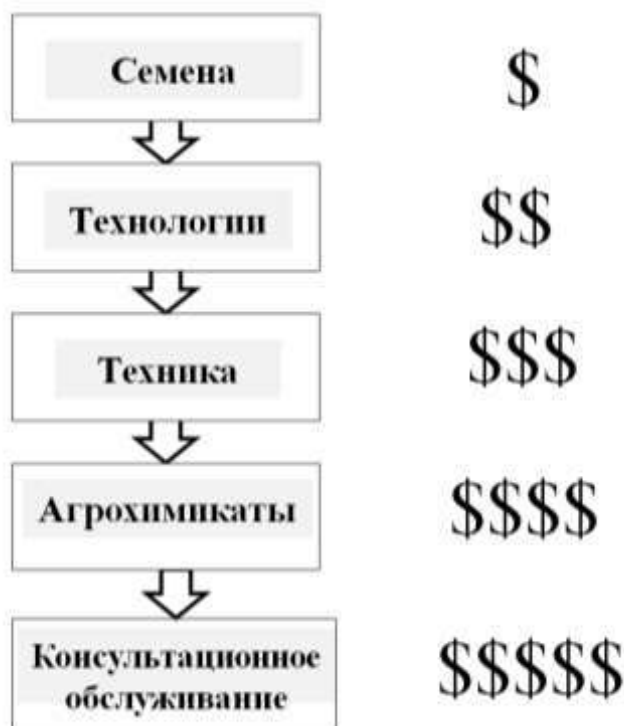 Семена
$
Технологии
$$
Техника
$$$
Агрохимикаты
$$$$
Консультационное
обслуживание
$$$$$